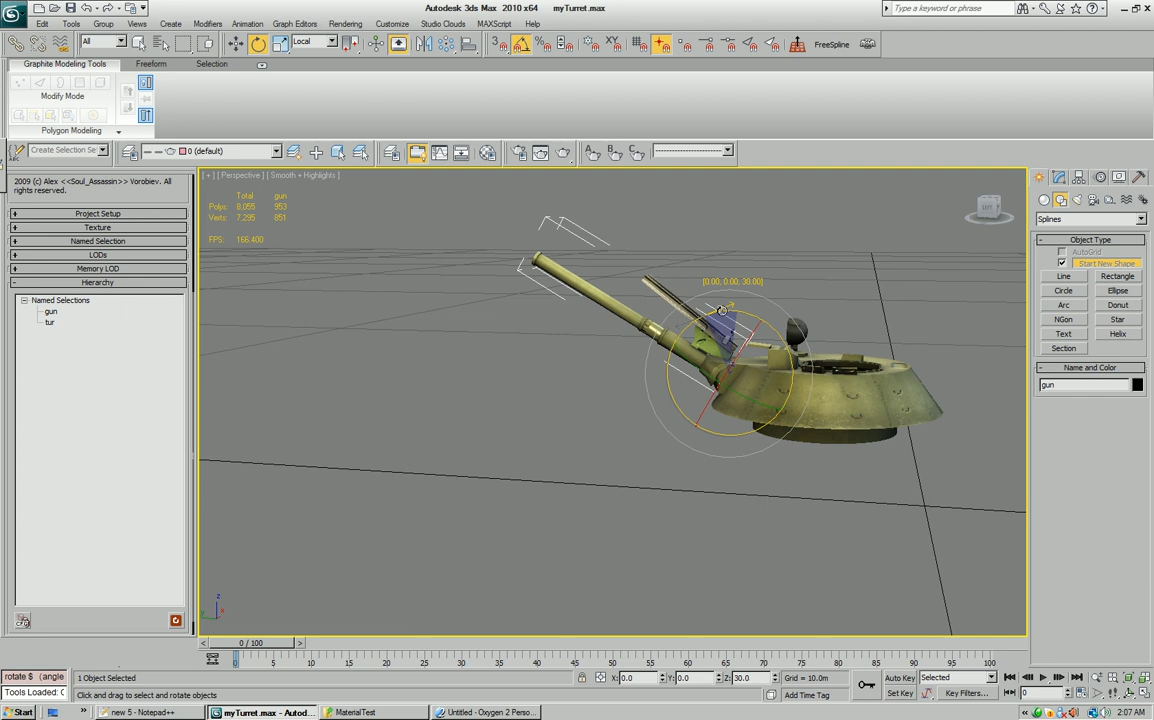 Autodesk 3ds Max 2010 x64 myTurret.max
Type a keyword or phrase
Edit Tools Group Views Create Modifiers Animation Graph Editors Rendering Customize Studio Clouds MAXScript Help
All
Local
3
XY
FreeSpline
Graphite Modeling Tools Freeform Selection
Modify Mode
Polygon Modeling
Create Selection Se
0 (default)
A B C
2009 (c) Alex <<Soul_Assassin>> Vorobiev. All
rights reserved.
+ Project Setup
+ Texture
+ Named Selection
+ LODs
+ Memory LOD
- Hierarchy
Named Selections
gun
tur
[ + ] [ Perspective ] [ Smooth + Highlights ]
Total gun
Polys: 8,055 953
Verts: 7,295 851
FPS: 166.400
[0.00, 0.00, 30.00]
LEFT
z
x
y
Splines
- Object Type
AutoGrid
Start New Shape
Line Rectangle
Circle Ellipse
Arc Donut
NGon Star
Text Helix
Section
- Name and Color
gun
0 / 100
0 5 10 15 20 25 30 35 40 45 50 55 60 65 70 75 80 85 90 95 100
rotate $ (angle
Tools Loaded: C
1 Object Selected
Click and drag to select and rotate objects
X: 0.0 Y: 0.0 Z: 30.0 Grid = 10.0m
Add Time Tag
Auto Key Selected
Set Key Key Filters...
0
Start
new 5 - Notepad++
myTurret.max - Autod...
MaterialTest
Untitled - Oxygen 2 Perso...
2:07 AM